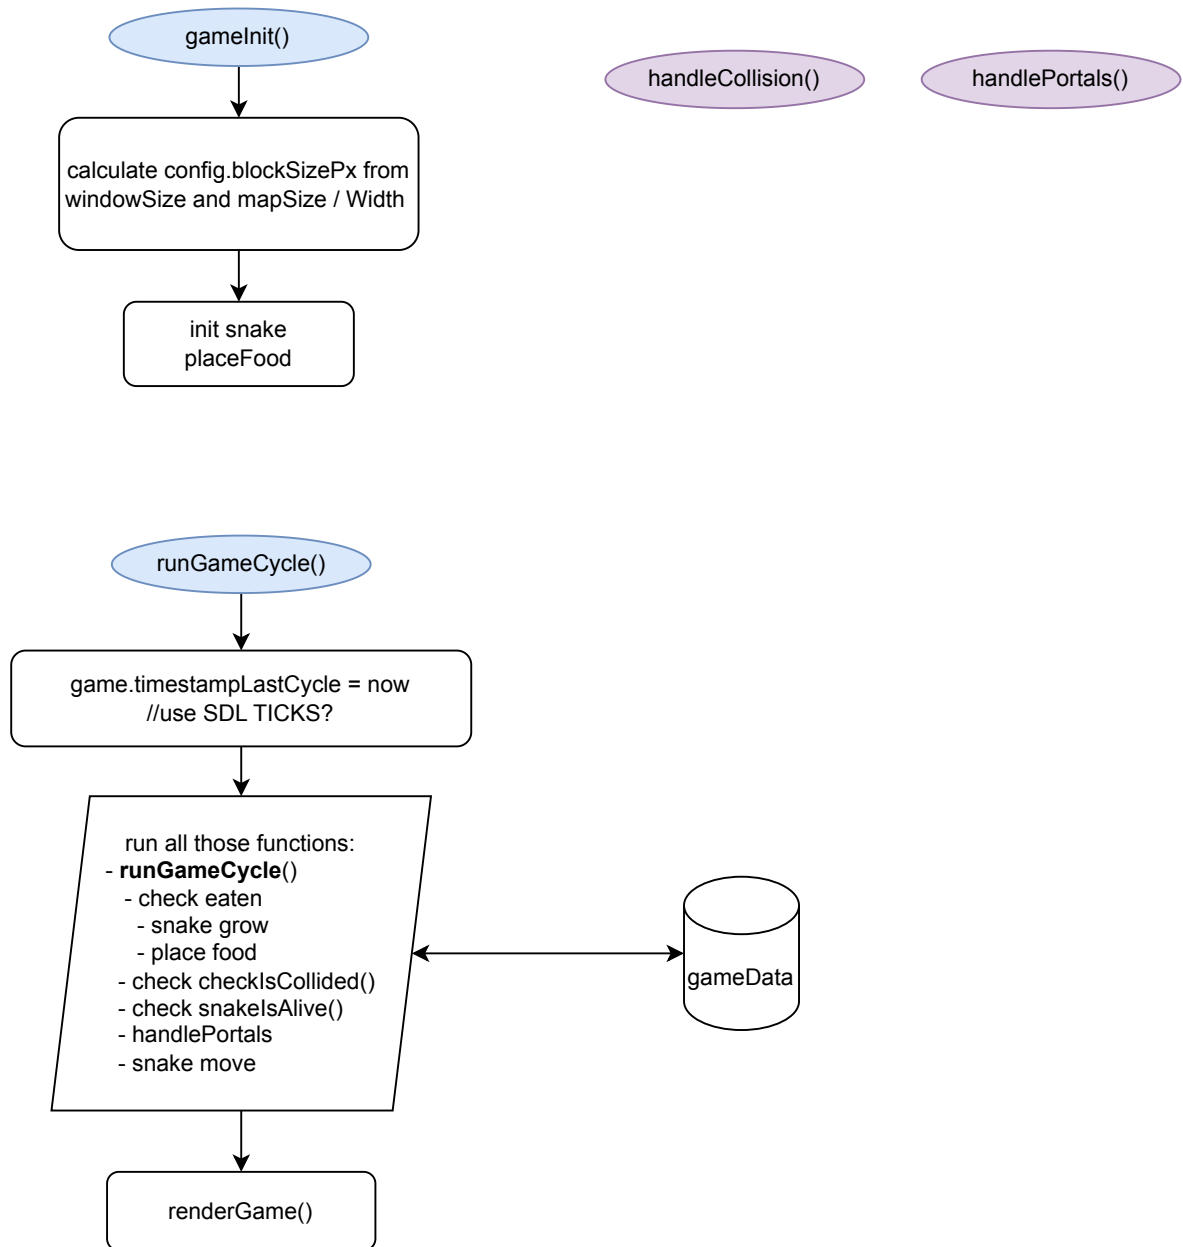 gameInit()
handleCollision()
handlePortals()
calculate config.blockSizePx from
windowSize and mapSize / Width
init snake
placeFood
runGameCycle()
game.timestampLastCycle = now
//use SDL TICKS?
run all those functions:
- runGameCycle()
- check eaten
- snake grow
- place food
- check checkIsCollided()
- check snakeIsAlive()
- handlePortals
- snake move
gameData
renderGame()